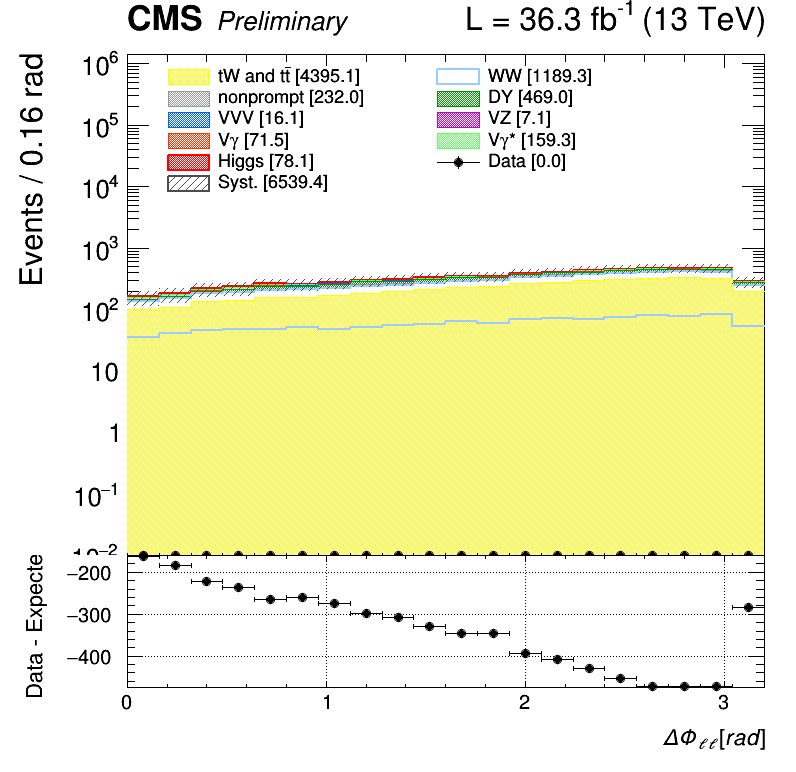 CMS Preliminary L = 36.3 fb⁻¹ (13 TeV)
Events / 0.16 rad
10⁶
10⁵
10⁴
10³
10²
10
1
10⁻¹
10⁻²
tW and tt̄ [4395.1]
nonprompt [232.0]
VVV [16.1]
Vγ [71.5]
Higgs [78.1]
Syst. [6539.4]
WW [1189.3]
DY [469.0]
VZ [7.1]
Vγ* [159.3]
Data [0.0]
Data - Expecte
−200
−300
−400
0 1 2 3
ΔΦℓℓ[rad]